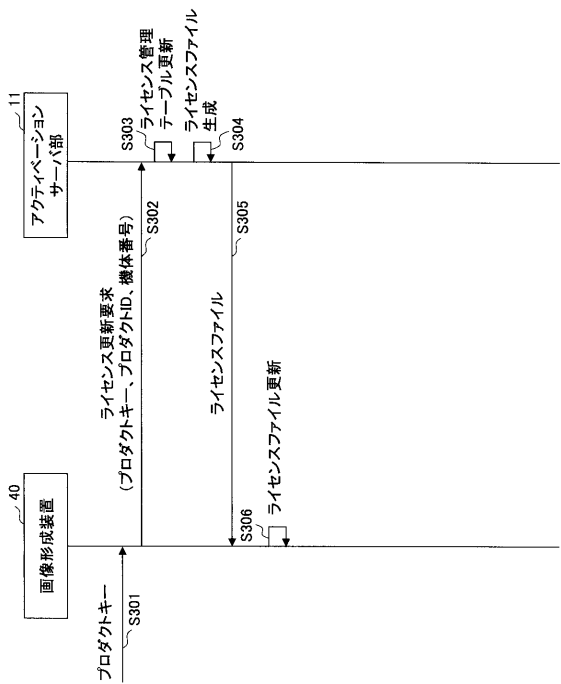 40
画像形成装置
11
アクティベーション
サーバ部
プロダクトキー
S301
ライセンス更新要求
(プロダクトキー、プロダクトID、機体番号)
S302
S303
ライセンス管理
テーブル更新
ライセンスファイル
生成
S304
ライセンスファイル
S305
S306
ライセンスファイル更新